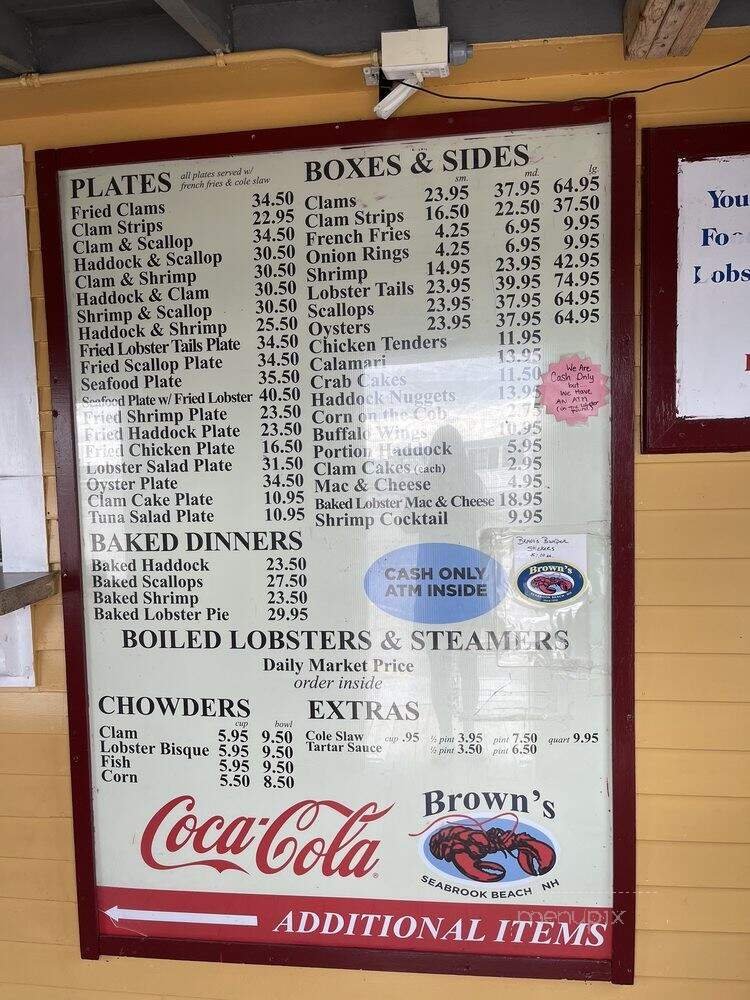 PLATES all plates served w/
french fries & cole slaw
Fried Clams 34.50
Clam Strips 22.95
Clam & Scallop 34.50
Haddock & Scallop 30.50
Clam & Shrimp 30.50
Haddock & Clam 30.50
Shrimp & Scallop 30.50
Haddock & Shrimp 25.50
Fried Lobster Tails Plate 34.50
Fried Scallop Plate 34.50
Seafood Plate 35.50
Seafood Plate w/ Fried Lobster 40.50
Fried Shrimp Plate 23.50
Fried Haddock Plate 23.50
Fried Chicken Plate 16.50
Lobster Salad Plate 31.50
Oyster Plate 34.50
Clam Cake Plate 10.95
Tuna Salad Plate 10.95
BOXES & SIDES
sm. md. lg.
Clams 23.95 37.95 64.95
Clam Strips 16.50 22.50 37.50
French Fries 4.25 6.95 9.95
Onion Rings 4.25 6.95 9.95
Shrimp 14.95 23.95 42.95
Lobster Tails 23.95 39.95 74.95
Scallops 23.95 37.95 64.95
Oysters 23.95 37.95 64.95
Chicken Tenders 11.95
Calamari 13.95
Crab Cakes 11.50
Haddock Nuggets 13.95
Corn on the Cob
Buffalo Wings 10.95
Portion Haddock 5.95
Clam Cakes (each) 2.95
Mac & Cheese 4.95
Baked Lobster Mac & Cheese 18.95
Shrimp Cocktail 9.95
We Are
Cash Only
but
We Have
AN ATM
BAKED DINNERS
Baked Haddock 23.50
Baked Scallops 27.50
Baked Shrimp 23.50
Baked Lobster Pie 29.95
CASH ONLY
ATM INSIDE
Stickers
Brown's
SEABROOK BEACH, NH
BOILED LOBSTERS & STEAMERS
Daily Market Price
order inside
CHOWDERS
cup bowl
Clam 5.95 9.50
Lobster Bisque 5.95 9.50
Fish 5.95 9.50
Corn 5.50 8.50
EXTRAS
Cole Slaw cup .95 ½ pint 3.95 pint 7.50 quart 9.95
Tartar Sauce ½ pint 3.50 pint 6.50
Coca-Cola
Brown's
SEABROOK BEACH NH
ADDITIONAL ITEMS
menupix
You
Lobs